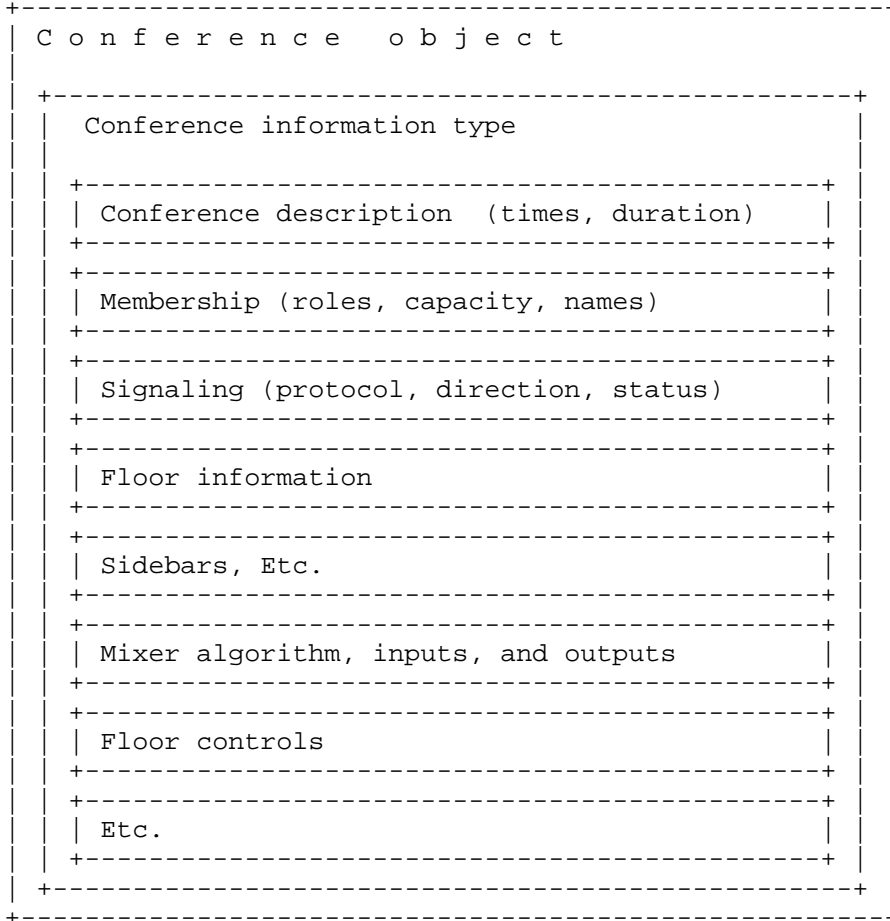 C o n f e r e n c e   o b j e c t
Conference information type
Conference description  (times, duration)
Membership (roles, capacity, names)
Signaling (protocol, direction, status)
Floor information
Sidebars, Etc.
Mixer algorithm, inputs, and outputs
Floor controls
Etc.